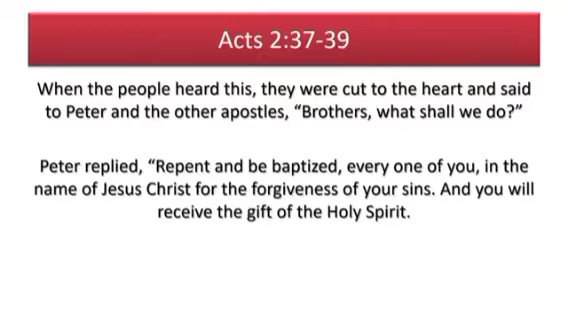 Acts 2:37-39
When the people heard this, they were cut to the heart and said
to Peter and the other apostles, “Brothers, what shall we do?”
Peter replied, “Repent and be baptized, every one of you, in the
name of Jesus Christ for the forgiveness of your sins. And you will
receive the gift of the Holy Spirit.